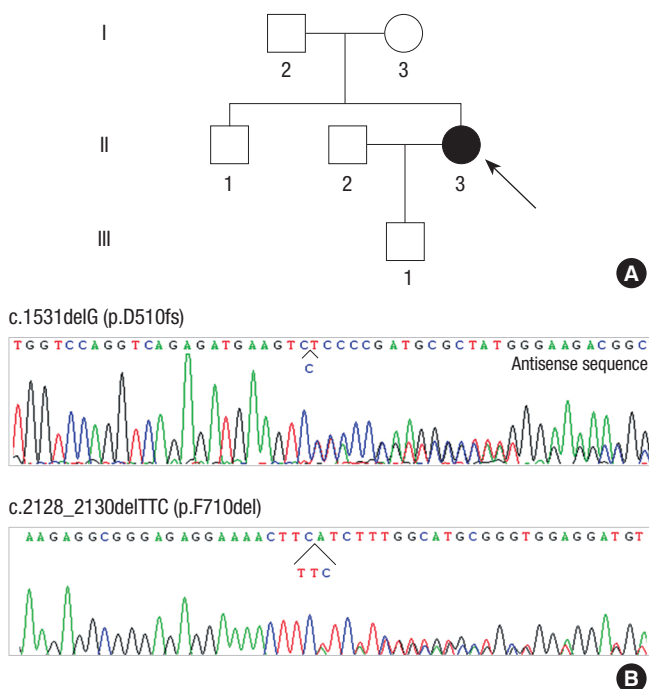 I
2 3
II
1 2 3
III
1
A
c.1531delG (p.D510fs)
TGGTCCAGGTCAGAGATGAAGTCTCCCCGATGCGCTATGGGAAGACGGC
C
Antisense sequence
c.2128_2130delTTC (p.F710del)
AAGAGGCGGGAGAGGAAAACTTCATCTTTGGCATGCGGGTGGAGGATGT
TTC
B